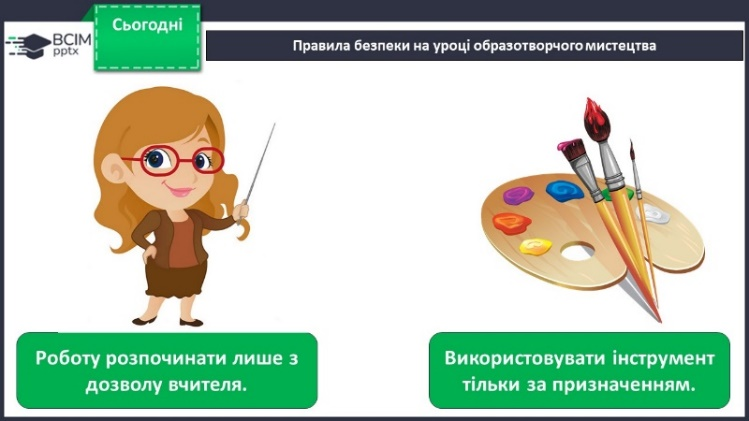 Сьогодні
ВСІМ
pptx
Правила безпеки на уроці образотворчого мистецтва
Роботу розпочинати лише з
дозволу вчителя.
Використовувати інструмент
тільки за призначенням.